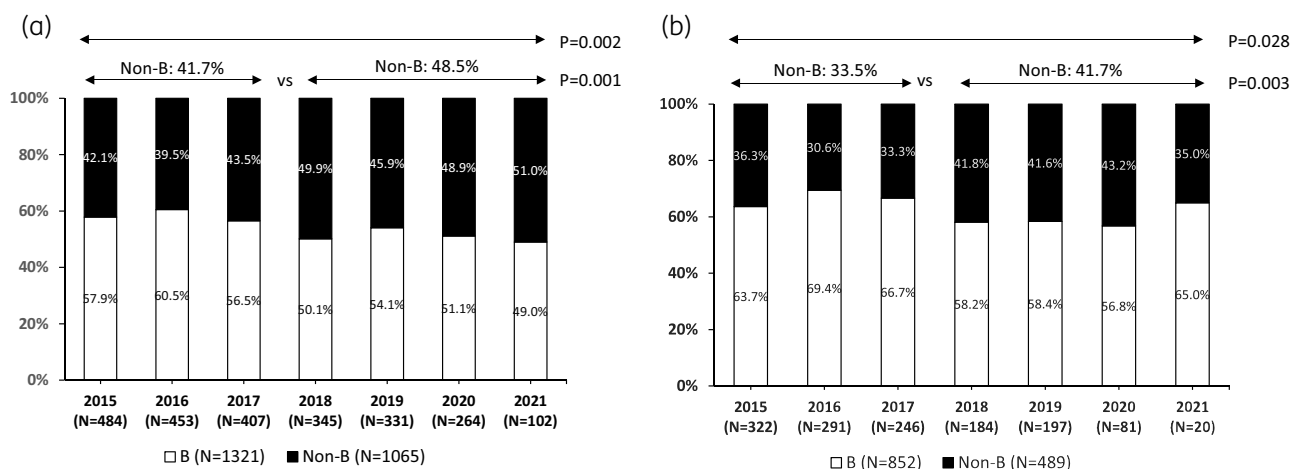 (a)
P=0.002
Non-B: 41.7%
vs
Non-B: 48.5%
P=0.001
100%
80%
60%
40%
20%
0%
42.1%
39.5%
43.5%
49.9%
45.9%
48.9%
51.0%
57.9%
60.5%
56.5%
50.1%
54.1%
51.1%
49.0%
2015 2016 2017 2018 2019 2020 2021
(N=484) (N=453) (N=407) (N=345) (N=331) (N=264) (N=102)
B (N=1321) Non-B (N=1065)
(b)
P=0.028
Non-B: 33.5%
vs
Non-B: 41.7%
P=0.003
100%
80%
60%
40%
20%
0%
36.3%
30.6%
33.3%
41.8%
41.6%
43.2%
35.0%
63.7%
69.4%
66.7%
58.2%
58.4%
56.8%
65.0%
2015 2016 2017 2018 2019 2020 2021
(N=322) (N=291) (N=246) (N=184) (N=197) (N=81) (N=20)
B (N=852) Non-B (N=489)